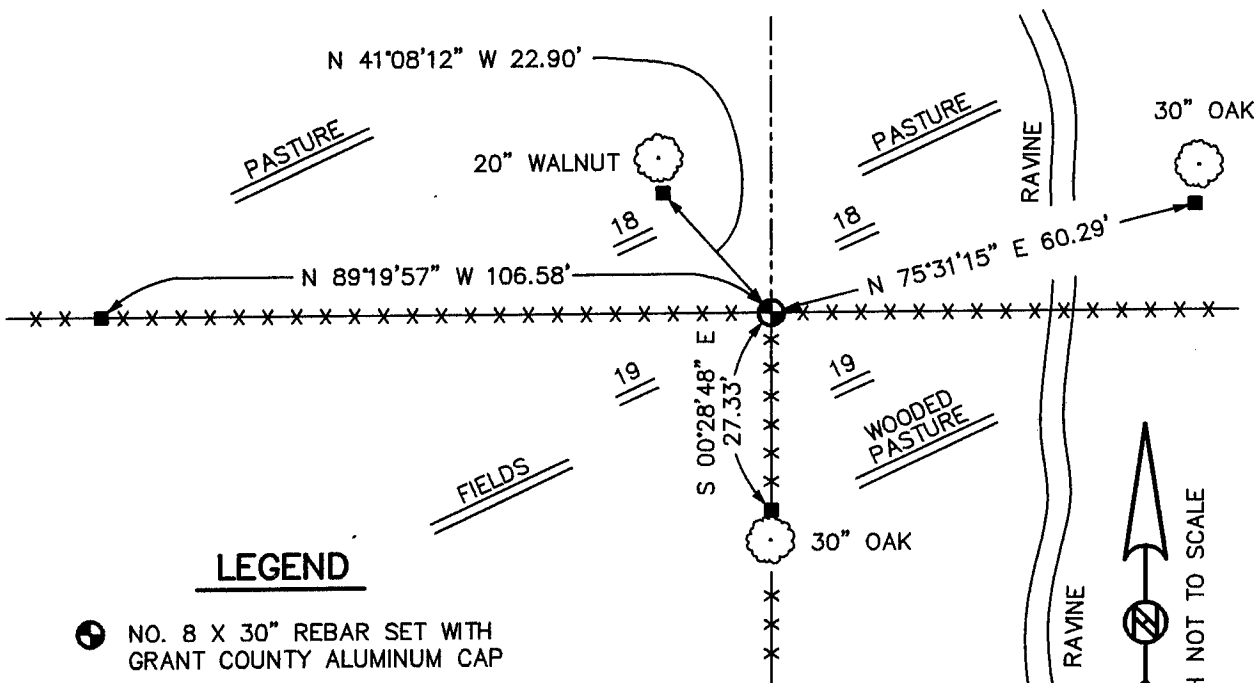 N 41°08'12" W 22.90'
PASTURE
PASTURE
30" OAK
20" WALNUT
RAVINE
18
18
N 89°19'57" W 106.58'
N 75°31'15" E 60.29'
S 00°28'48" E
27.33'
19
19
WOODED
PASTURE
FIELDS
30" OAK
LEGEND
NO. 8 X 30" REBAR SET WITH
GRANT COUNTY ALUMINUM CAP
RAVINE
N
NOT TO SCALE